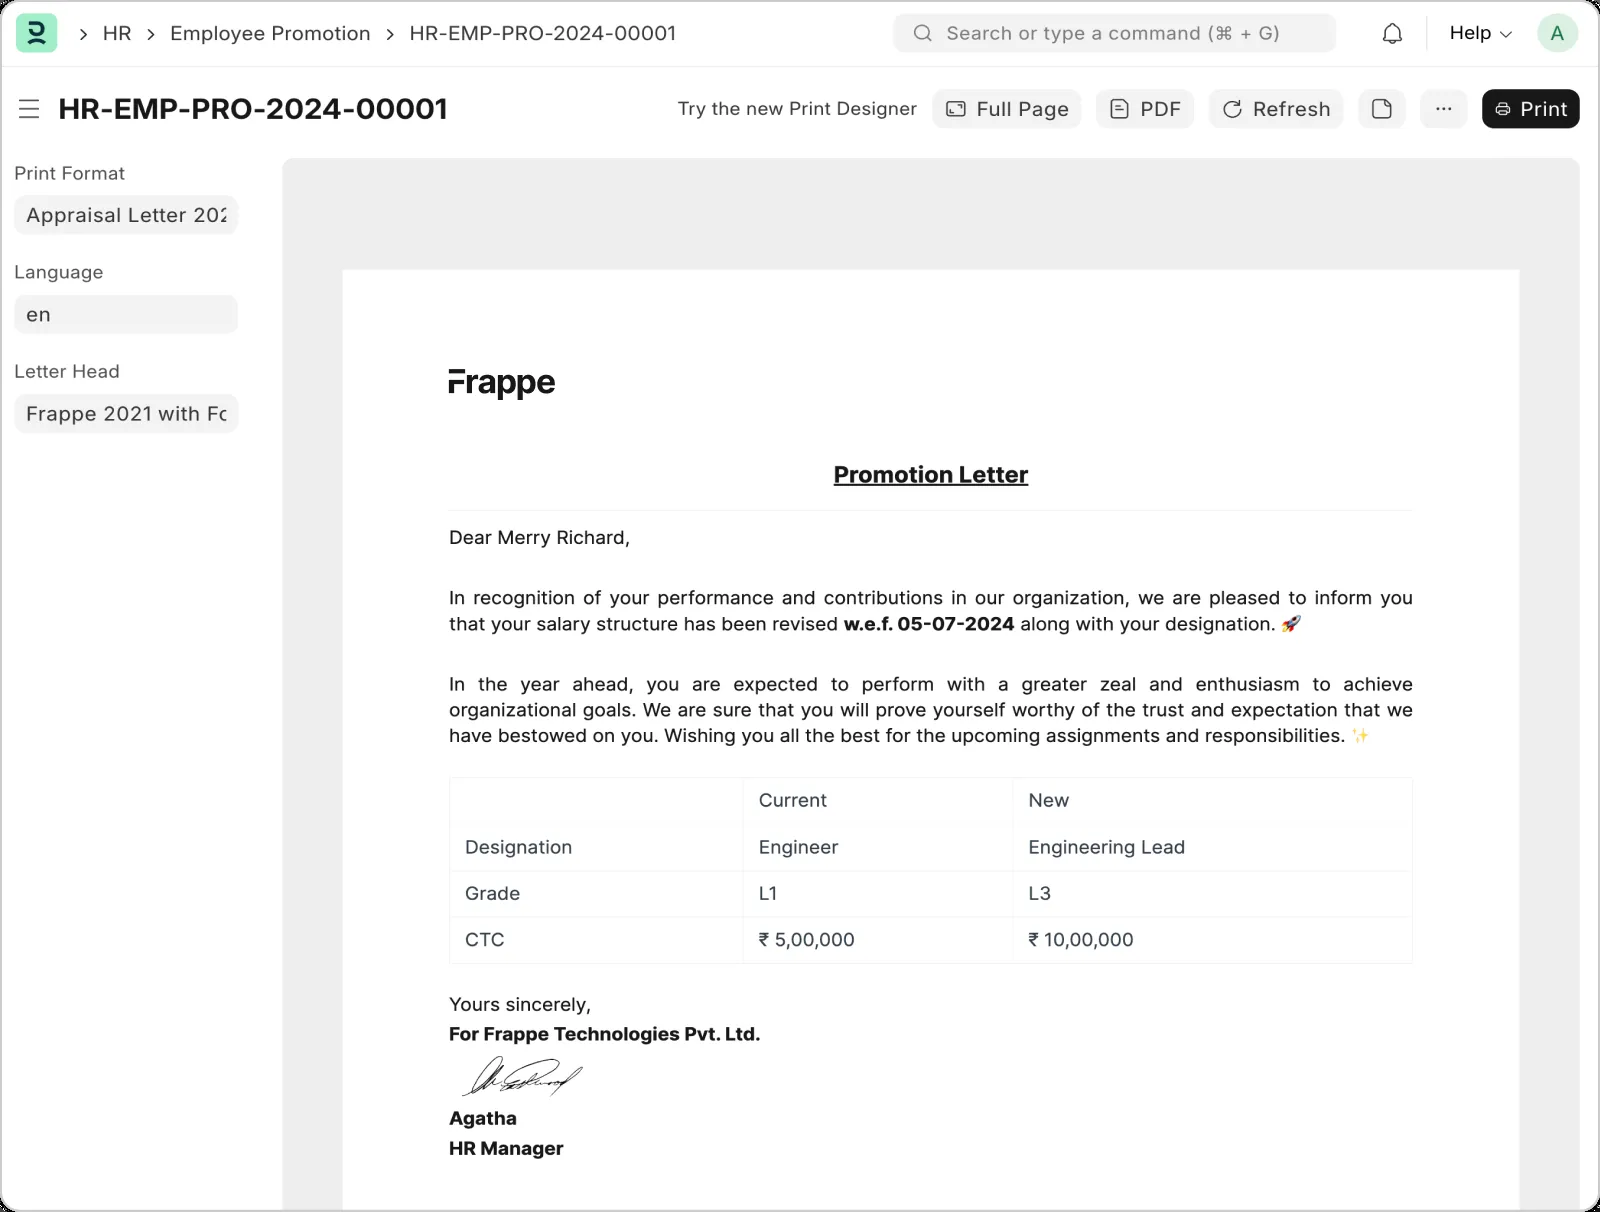 HR
Employee Promotion
HR-EMP-PRO-2024-00001
Search or type a command (⌘ + G)
Help
A
HR-EMP-PRO-2024-00001
Try the new Print Designer
Full Page
PDF
Refresh
Print
Print Format
Appraisal Letter 202
Language
en
Letter Head
Frappe 2021 with Fo
Frappe
Promotion Letter
Dear Merry Richard,
In recognition of your performance and contributions in our organization, we are pleased to inform you
that your salary structure has been revised w.e.f. 05-07-2024 along with your designation. 🚀
In the year ahead, you are expected to perform with a greater zeal and enthusiasm to achieve
organizational goals. We are sure that you will prove yourself worthy of the trust and expectation that we
have bestowed on you. Wishing you all the best for the upcoming assignments and responsibilities. ✨
Current New
Designation Engineer Engineering Lead
Grade L1 L3
CTC ₹ 5,00,000 ₹ 10,00,000
Yours sincerely,
For Frappe Technologies Pvt. Ltd.
Agatha
HR Manager